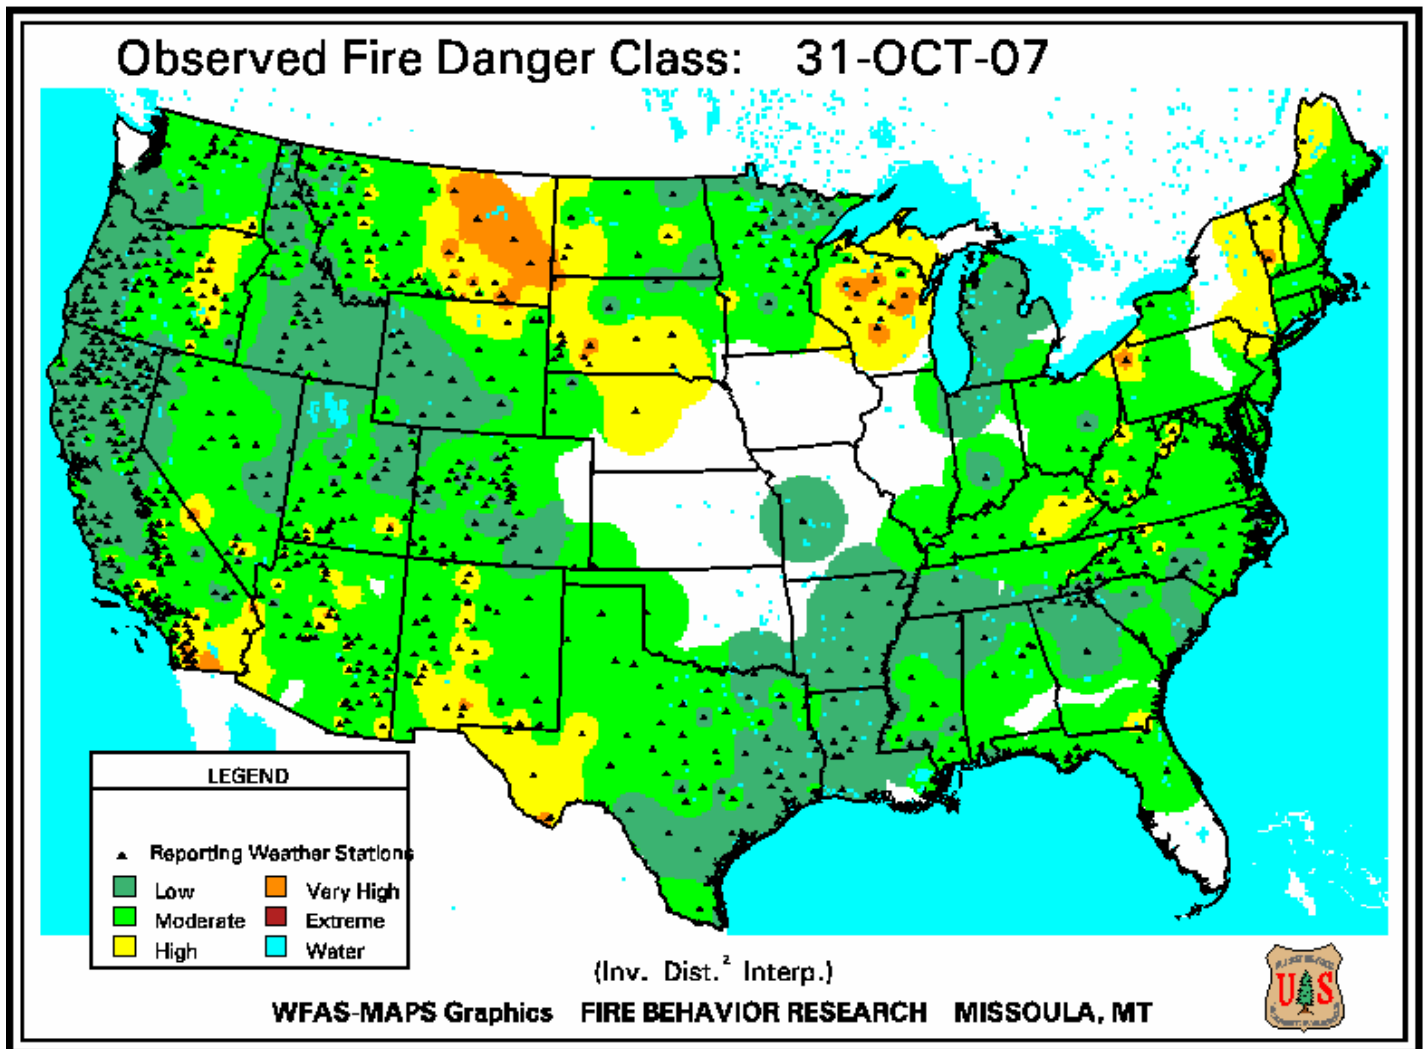 Observed Fire Danger Class: 31-OCT-07
LEGEND
Reporting Weather Stations
Low Very High
Moderate Extreme
High Water
(Inv. Dist.² Interp.)
WFAS-MAPS Graphics FIRE BEHAVIOR RESEARCH MISSOULA, MT
U S